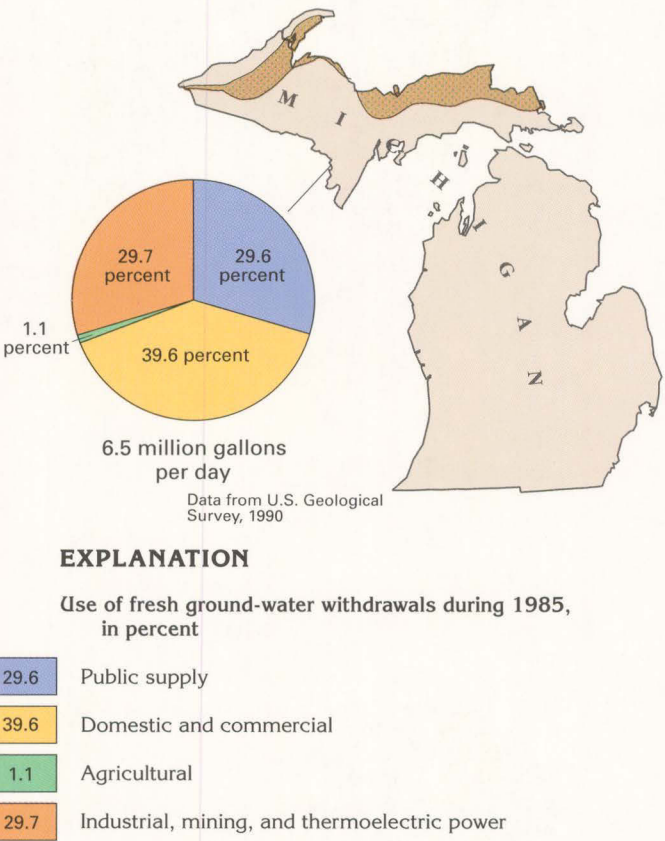 MICHIGAN
29.7
percent
29.6
percent
1.1
percent
39.6 percent
6.5 million gallons
per day
Data from U.S. Geological
Survey, 1990
EXPLANATION
Use of fresh ground-water withdrawals during 1985,
in percent
29.6 Public supply
39.6 Domestic and commercial
1.1 Agricultural
29.7 Industrial, mining, and thermoelectric power